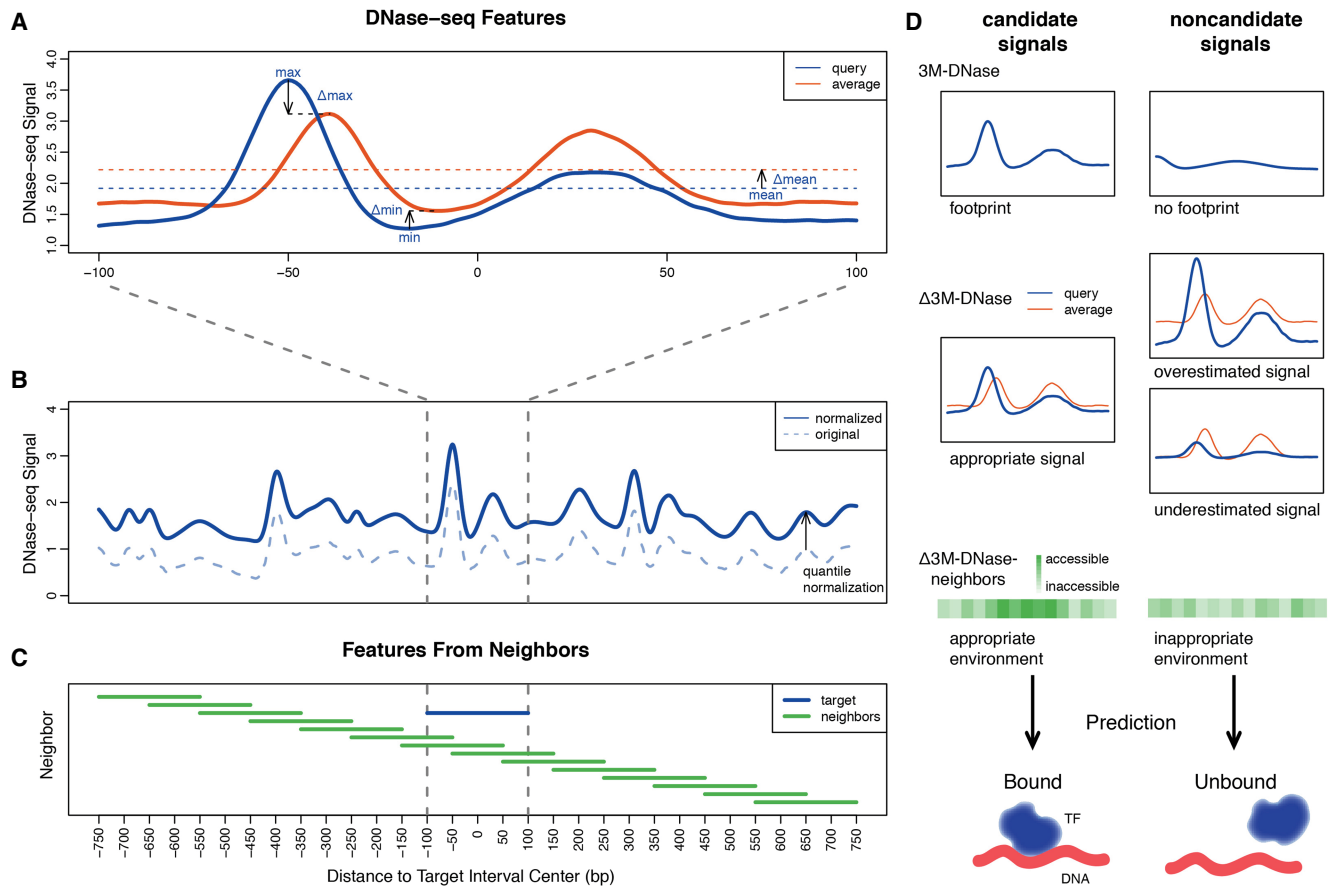 A
DNase−seq Features
DNase−seq Signal
4.0
3.5
3.0
2.5
2.0
1.5
1.0
max
Δmax
Δmin
min
Δmean
mean
query
average
−100
−50
0
50
100
B
DNase−seq Signal
4
3
2
1
0
normalized
original
quantile
normalization
C
Features From Neighbors
Neighbor
target
neighbors
−750
−700
−650
−600
−550
−500
−450
−400
−350
−300
−250
−200
−150
−100
−50
0
50
100
150
200
250
300
350
400
450
500
550
600
650
700
750
Distance to Target Interval Center (bp)
D
candidate
signals
noncandidate
signals
3M-DNase
footprint
no footprint
Δ3M-DNase
query
average
appropriate signal
overestimated signal
underestimated signal
Δ3M-DNase-
neighbors
accessible
inaccessible
appropriate
environment
inappropriate
environment
Prediction
Bound
Unbound
TF
DNA